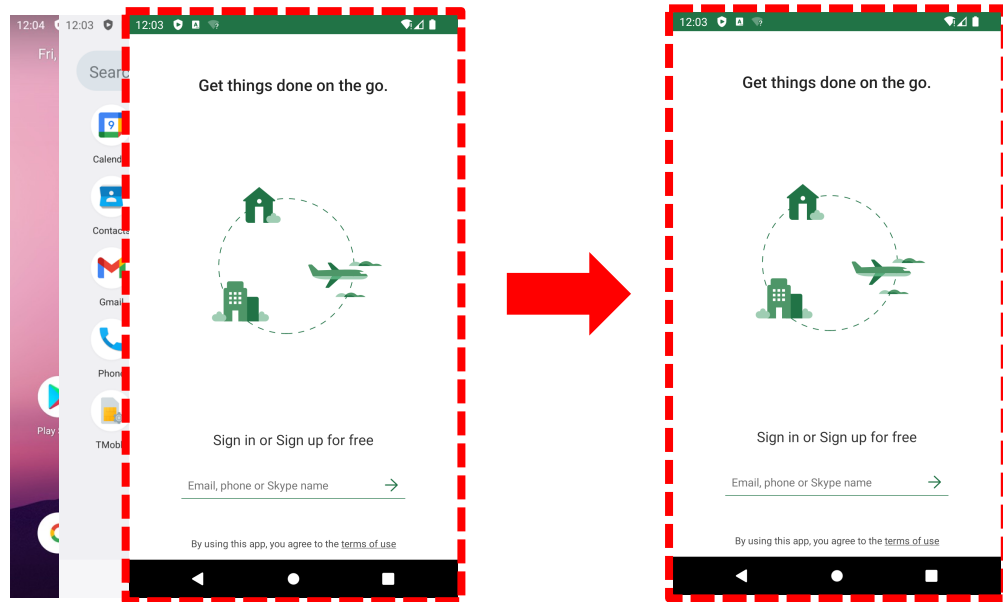 12:04
12:03
12:03
12:03
Fri,
Searc
Get things done on the go.
Get things done on the go.
9
Calend
Contacts
Gmail
Phone
Play
TMob
Sign in or Sign up for free
Sign in or Sign up for free
Email, phone or Skype name
Email, phone or Skype name
By using this app, you agree to the terms of use
By using this app, you agree to the terms of use